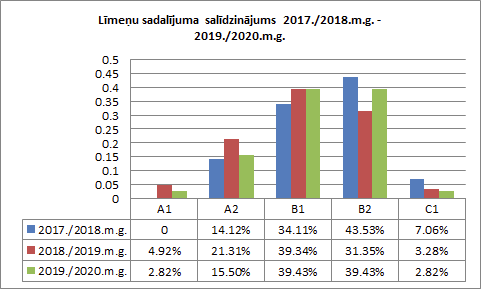 Līmeņu sadalījuma salīdzinājums 2017./2018.m.g. -
2019./2020.m.g.
0.5
0.45
0.4
0.35
0.3
0.25
0.2
0.15
0.1
0.05
0
A1 A2 B1 B2 C1
2017./2018.m.g. 0 14.12% 34.11% 43.53% 7.06%
2018./2019.m.g. 4.92% 21.31% 39.34% 31.35% 3.28%
2019./2020.m.g. 2.82% 15.50% 39.43% 39.43% 2.82%